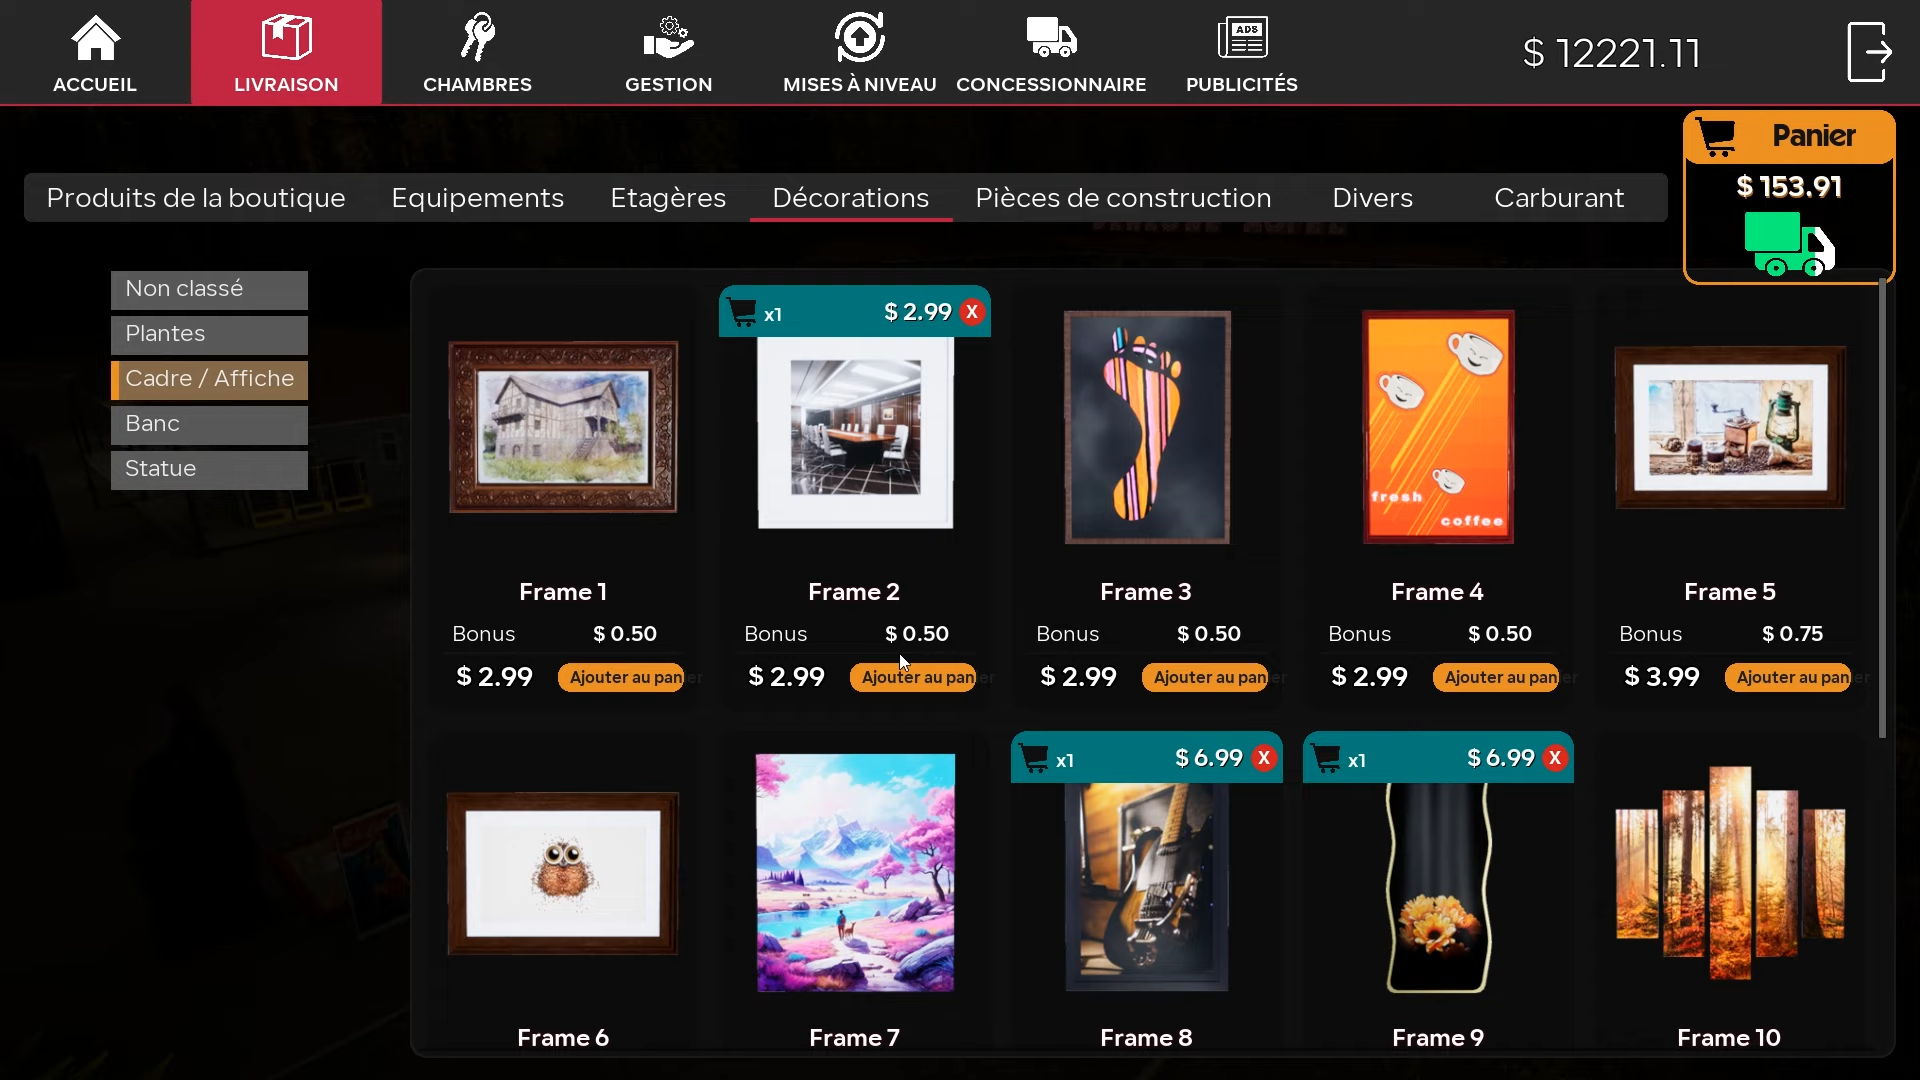 ACCUEIL
LIVRAISON
CHAMBRES
GESTION
MISES À NIVEAU
CONCESSIONNAIRE
ADS
PUBLICITÉS
$ 12221.11
Panier
$ 153.91
Produits de la boutique
Equipements
Etagères
Décorations
Pièces de construction
Divers
Carburant
Non classé
Plantes
Cadre / Affiche
Banc
Statue
x1 $ 2.99 X
fresh
coffee
Frame 1
Frame 2
Frame 3
Frame 4
Frame 5
Bonus $ 0.50
Bonus $ 0.50
Bonus $ 0.50
Bonus $ 0.50
Bonus $ 0.75
$ 2.99 Ajouter au panier
$ 2.99 Ajouter au panier
$ 2.99 Ajouter au panier
$ 2.99 Ajouter au panier
$ 3.99 Ajouter au panier
x1 $ 6.99 X
x1 $ 6.99 X
Frame 6
Frame 7
Frame 8
Frame 9
Frame 10